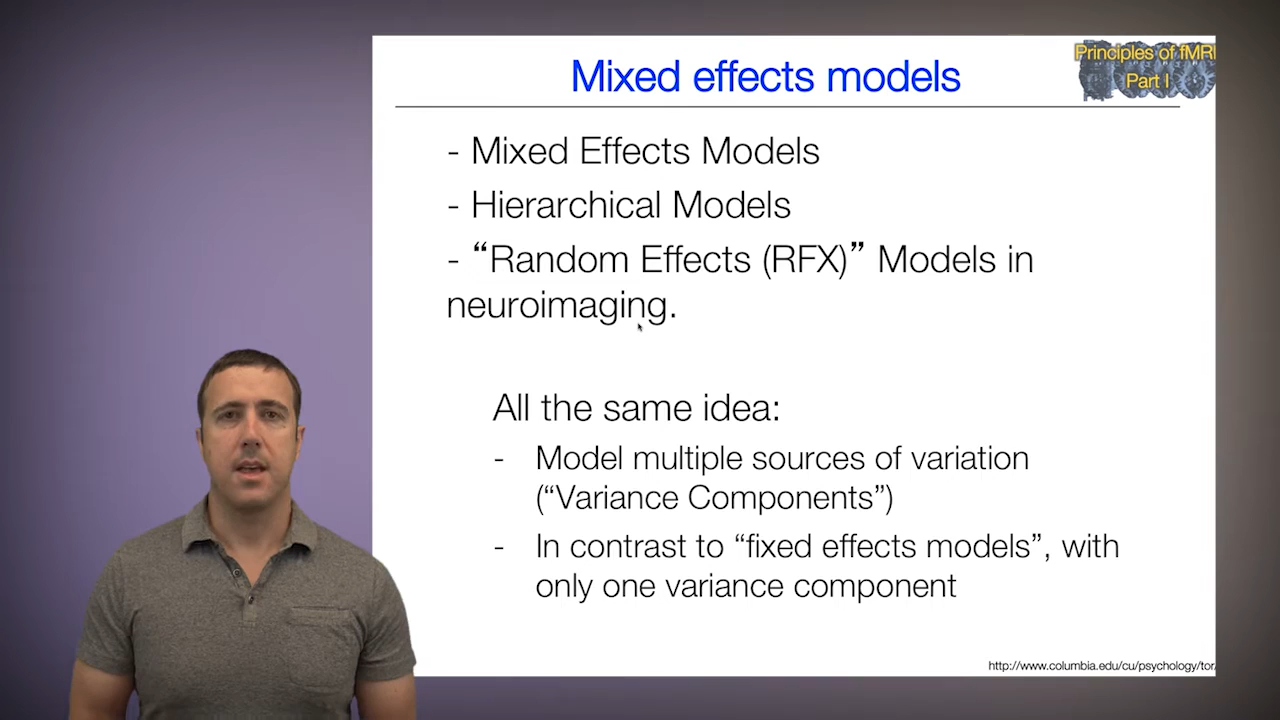 Mixed effects models
Principles of fMRI
Part I
- Mixed Effects Models
- Hierarchical Models
- “Random Effects (RFX)” Models in
neuroimaging.
All the same idea:
- Model multiple sources of variation
(“Variance Components”)
- In contrast to “fixed effects models”, with
only one variance component
http://www.columbia.edu/cu/psychology/tor/